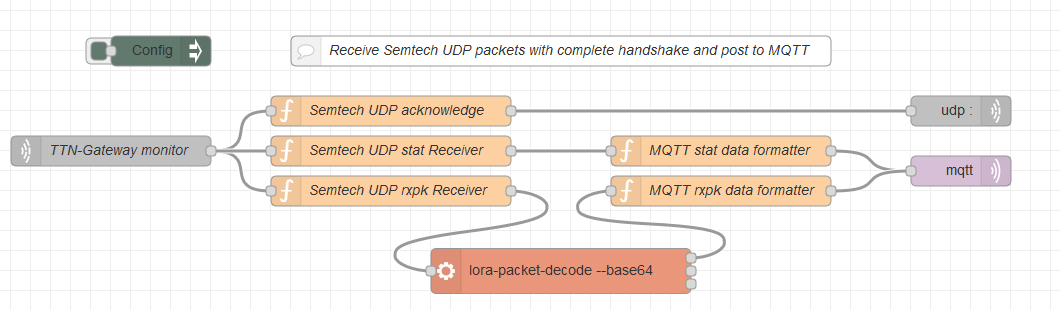 Config
Receive Semtech UDP packets with complete handshake and post to MQTT
Semtech UDP acknowledge
udp :
TTN-Gateway monitor
Semtech UDP stat Receiver
MQTT stat data formatter
mqtt
Semtech UDP rxpk Receiver
MQTT rxpk data formatter
lora-packet-decode --base64